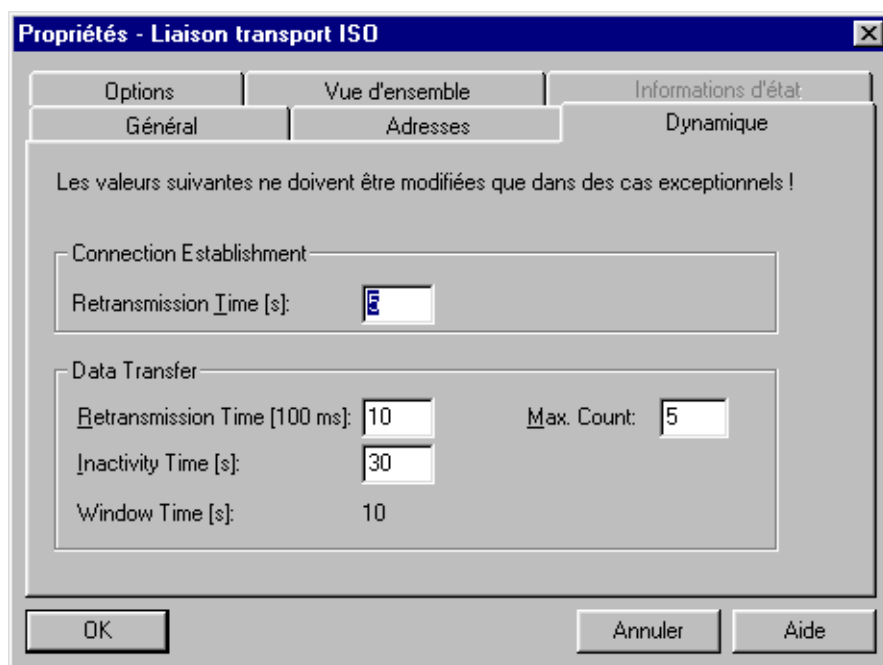 Propriétés - Liaison transport ISO
Options Vue d'ensemble Informations d'état
Général Adresses Dynamique
Les valeurs suivantes ne doivent être modifiées que dans des cas exceptionnels !
Connection Establishment
Retransmission Time [s]: 5
Data Transfer
Retransmission Time [100 ms]: 10 Max. Count: 5
Inactivity Time [s]: 30
Window Time [s]: 10
OK Annuler Aide